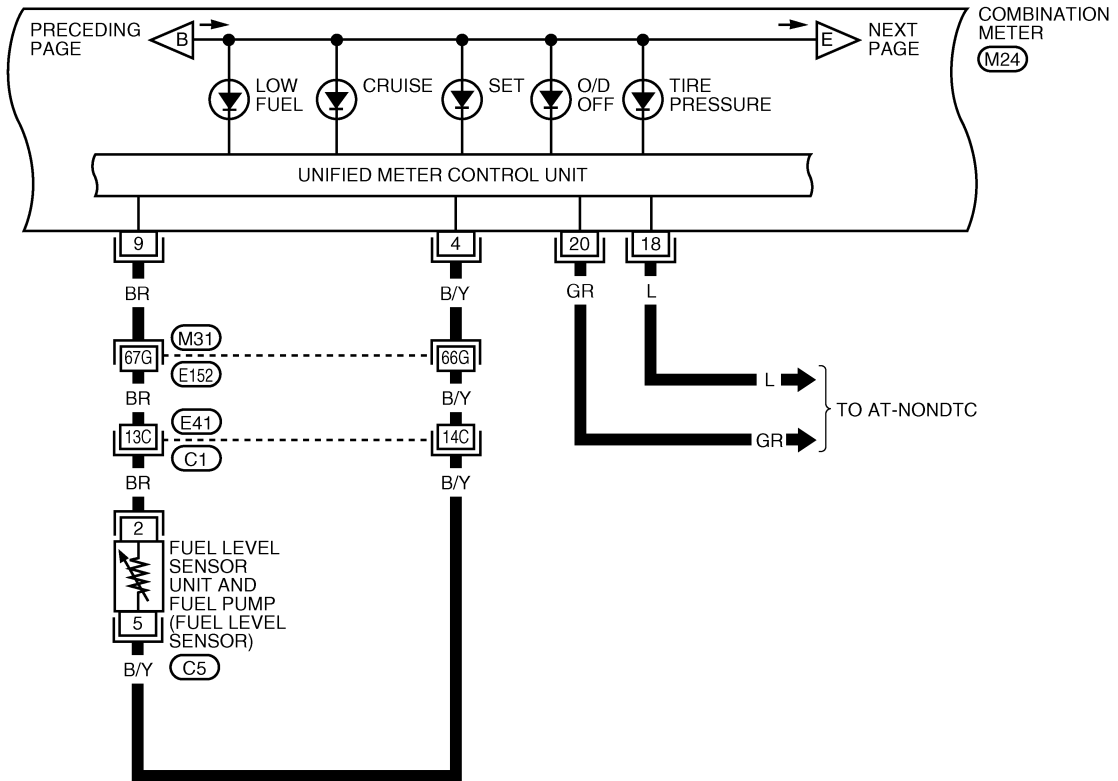 PRECEDING
PAGE
B
E
NEXT
PAGE
COMBINATION
METER
M24
LOW
FUEL
CRUISE
SET
O/D
OFF
TIRE
PRESSURE
UNIFIED METER CONTROL UNIT
9
4
20
18
BR
B/Y
GR
L
M31
67G
66G
E152
BR
B/Y
L
TO AT-NONDTC
GR
E41
13C
14C
C1
BR
B/Y
2
FUEL LEVEL
SENSOR
UNIT AND
FUEL PUMP
(FUEL LEVEL
SENSOR)
5
B/Y
C5